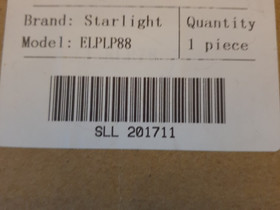 Brand: Starlight Quantity
Model: ELPLP88 1 piece
SLL 201711